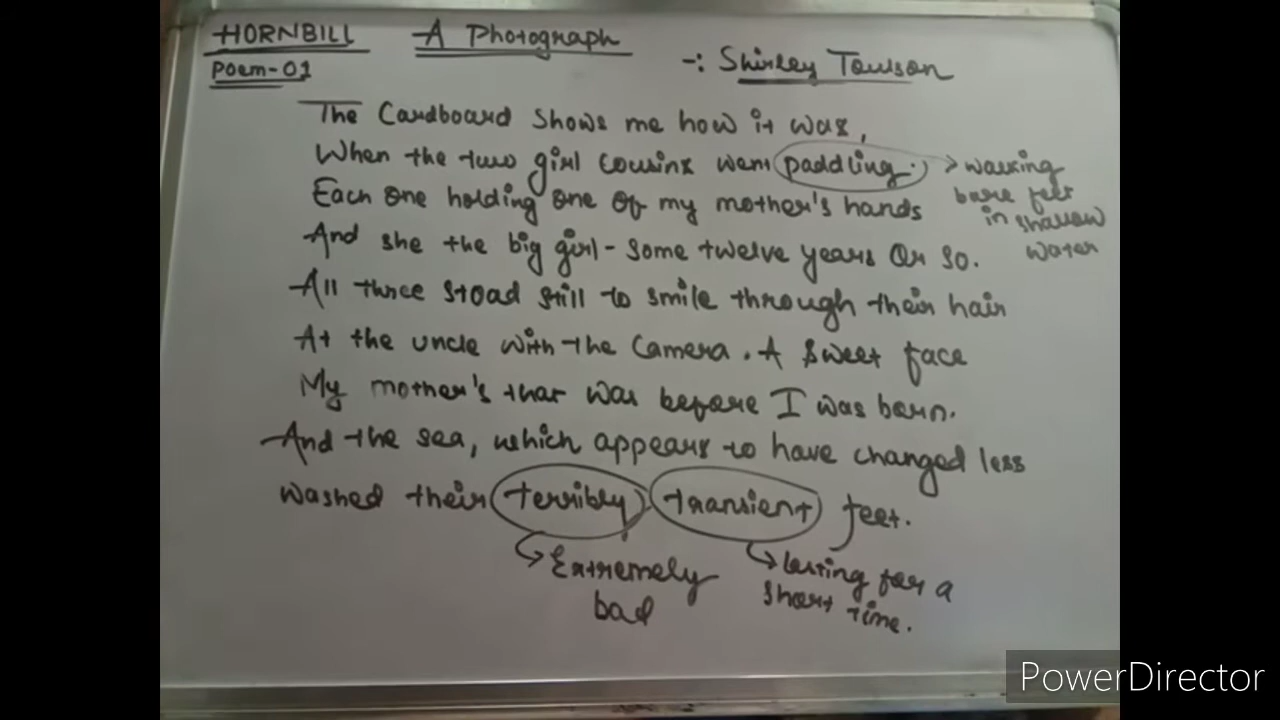 HORNBILL
A Photograph
Poem-01
-: Shirley Toulson
The Cardboard shows me how it was,
When the two girl cousins went paddling.
walking
bare feet
in shallow
water
Each one holding one of my mother's hands
And she the big girl - some twelve years or so.
All three stood still to smile through their hair
At the uncle with the camera. A sweet face
My mother's that was before I was born.
And the sea, which appears to have changed less
washed their terribly transient feet.
Extremely
bad
Lasting for a
short time.
PowerDirector